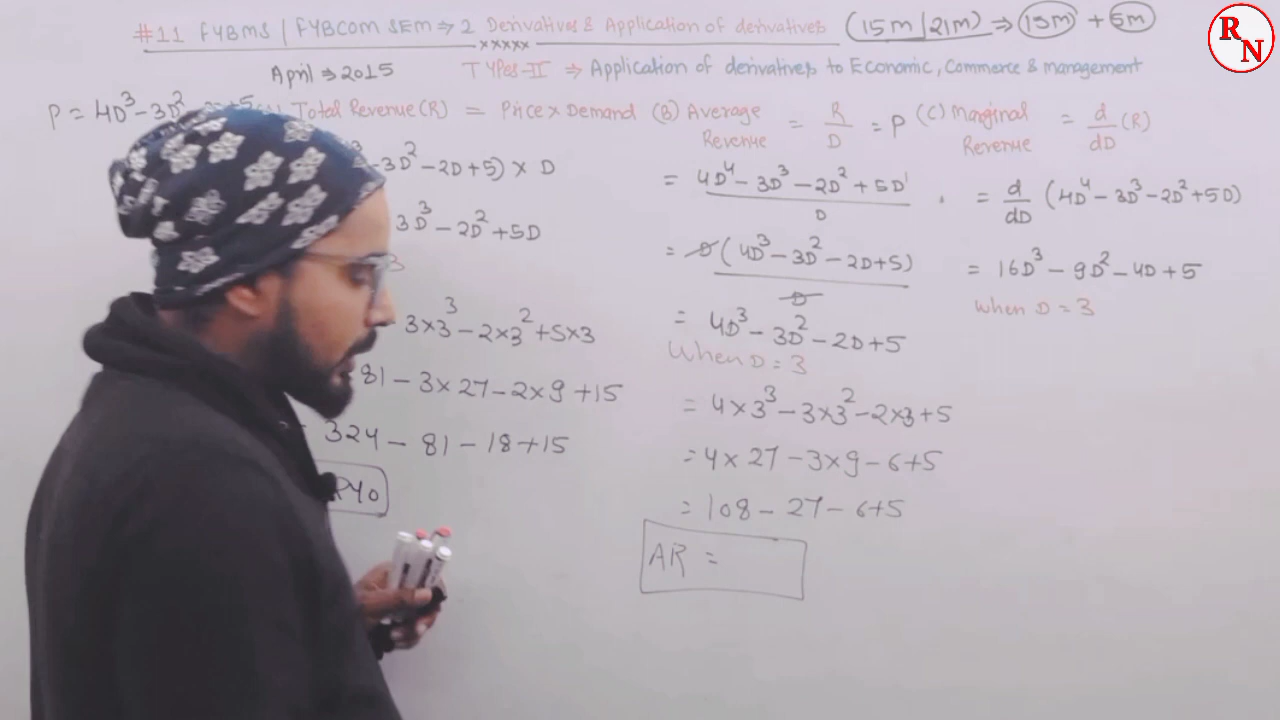 #11 FYBMS | FYBCOM SEM ⇒ 2 Derivatives & Application of derivatives (15m | 21m) ⇒ 15m + 5m
xxxxx
April ⇒ 2015 Types-II ⇒ Application of derivatives to Economic, Commerce & management
P = 4D³ - 3D²
Total Revenue (R) = Price × Demand
3D² - 2D + 5) × D
3D³ - 2D² + 5D
3
3×3³ - 2×3² + 5×3
81 - 3×27 - 2×9 + 15
324 - 81 - 18 + 15
240
(B) Average Revenue = R/D = P
= 4D⁴ - 3D³ - 2D² + 5D' / D
= D(4D³ - 3D² - 2D + 5) / D
= 4D³ - 3D² - 2D + 5
When D = 3
= 4×3³ - 3×3² - 2×3 + 5
= 4×27 - 3×9 - 6 + 5
= 108 - 27 - 6 + 5
AR =
(C) Marginal Revenue = d/dD (R)
= d/dD (4D⁴ - 3D³ - 2D² + 5D)
= 16D³ - 9D² - 4D + 5
When D = 3
RN